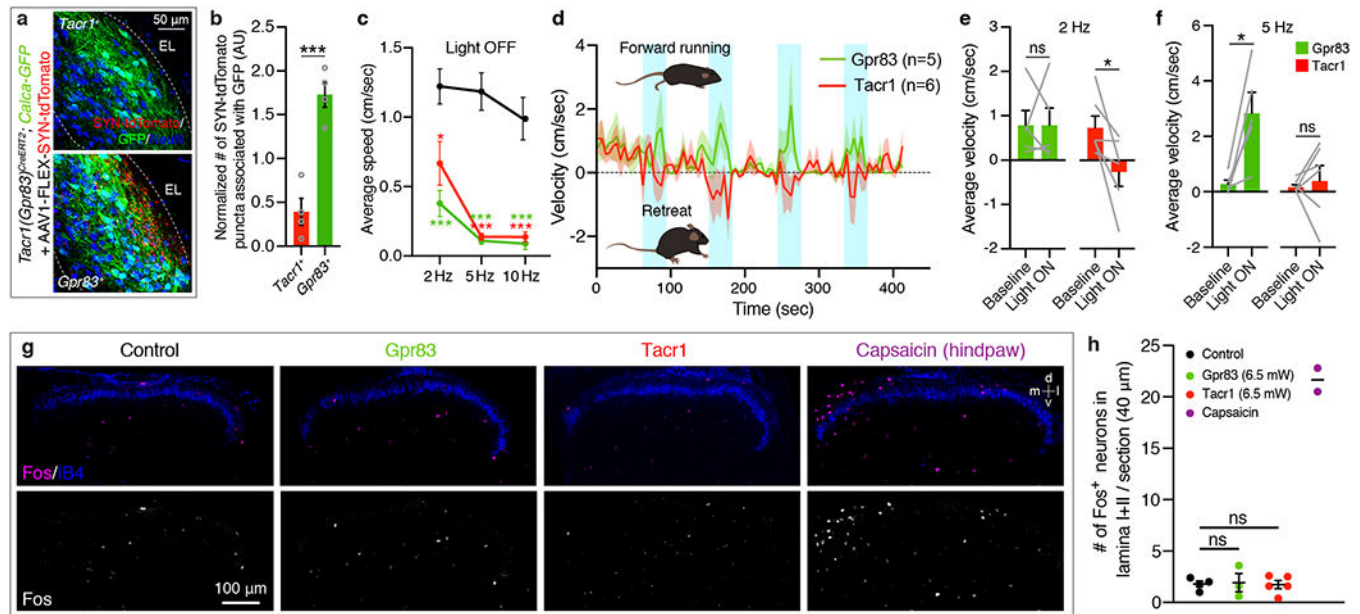 a
Tacr1(Gpr83)CreERT2; Calca-GFP
+ AAV1-FLEX-SYN-tdTomato
Tacr1+
50 µm
EL
SYN-tdTomato/
GFP/
EL
Gpr83+
b
Normalized # of SYN-tdTomato
puncta associated with GFP (AU)
2.5
2.0
1.5
1.0
0.5
0.0
***
Tacr1+
Gpr83+
c
Light OFF
Average speed (cm/sec)
1.5
1.0
0.5
0.0
*
***
***
***
***
***
2 Hz
5 Hz
10 Hz
d
Forward running
Gpr83 (n=5)
Tacr1 (n=6)
Velocity (cm/sec)
4
2
0
-2
Retreat
0
100
200
300
400
Time (sec)
e
2 Hz
Average velocity (cm/sec)
3
2
1
0
-1
-2
ns
*
Baseline
Light ON
Baseline
Light ON
f
5 Hz
Gpr83
Tacr1
Average velocity (cm/sec)
6
4
2
0
-2
*
ns
Baseline
Light ON
Baseline
Light ON
g
Control
Gpr83
Tacr1
Capsaicin (hindpaw)
d
m
l
v
Fos/IB4
Fos
100 µm
h
# of Fos+ neurons in
lamina I+II / section (40 µm)
25
20
15
10
5
0
Control
Gpr83 (6.5 mW)
Tacr1 (6.5 mW)
Capsaicin
ns
ns